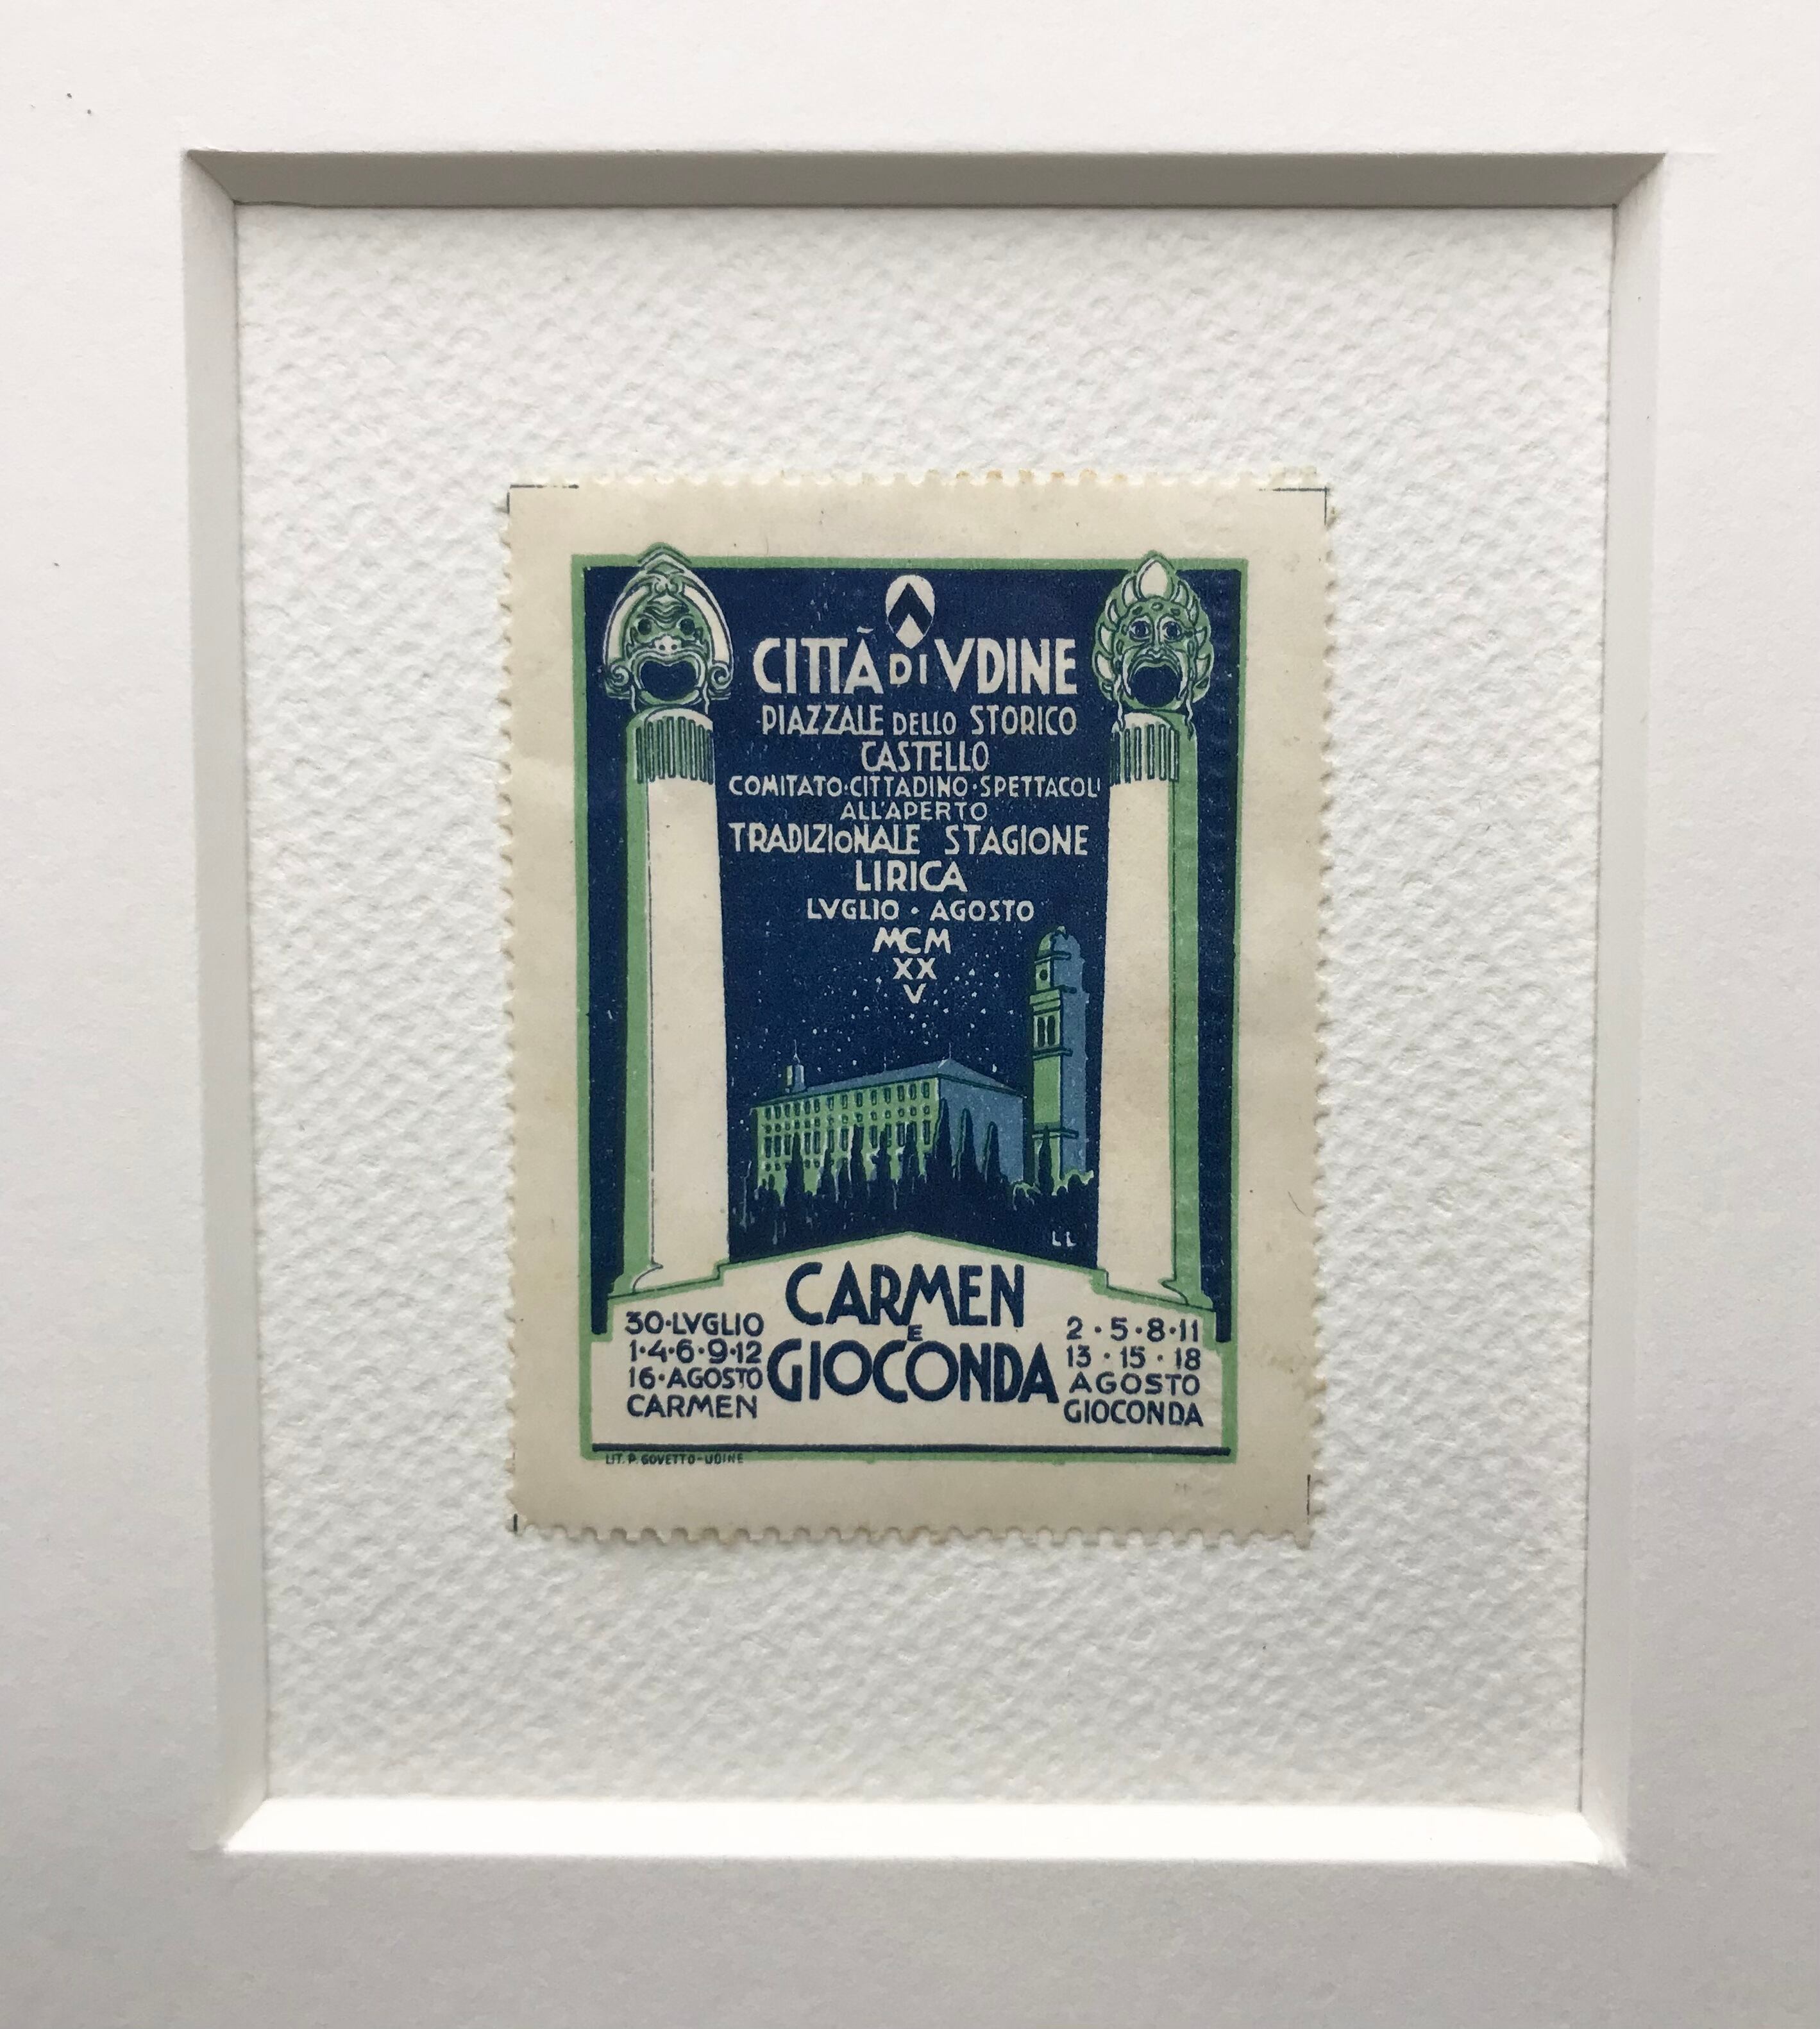 CITTÀ DI VDINE
PIAZZALE DELLO STORICO
CASTELLO
COMITATO·CITTADINO·SPETTACOLI
ALL'APERTO
TRADIZIONALE STAGIONE
LIRICA
LVGLIO · AGOSTO
MCM
XX
V
LL
CARMEN
E
GIOCONDA
30·LVGLIO
1·4·6·9·12
16·AGOSTO
CARMEN
2·5·8·11
13·15·18
AGOSTO
GIOCONDA
LIT. P. GOVETTO-UDINE